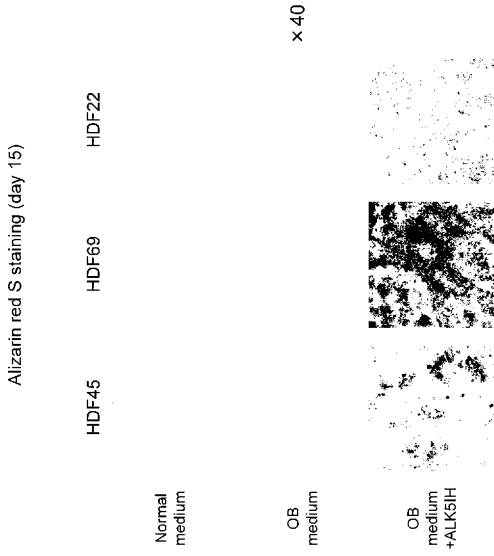 Alizarin red S staining (day 15)
HDF45
HDF69
HDF22
Normal
medium
OB
medium
× 40
OB
medium
+ALK5IH